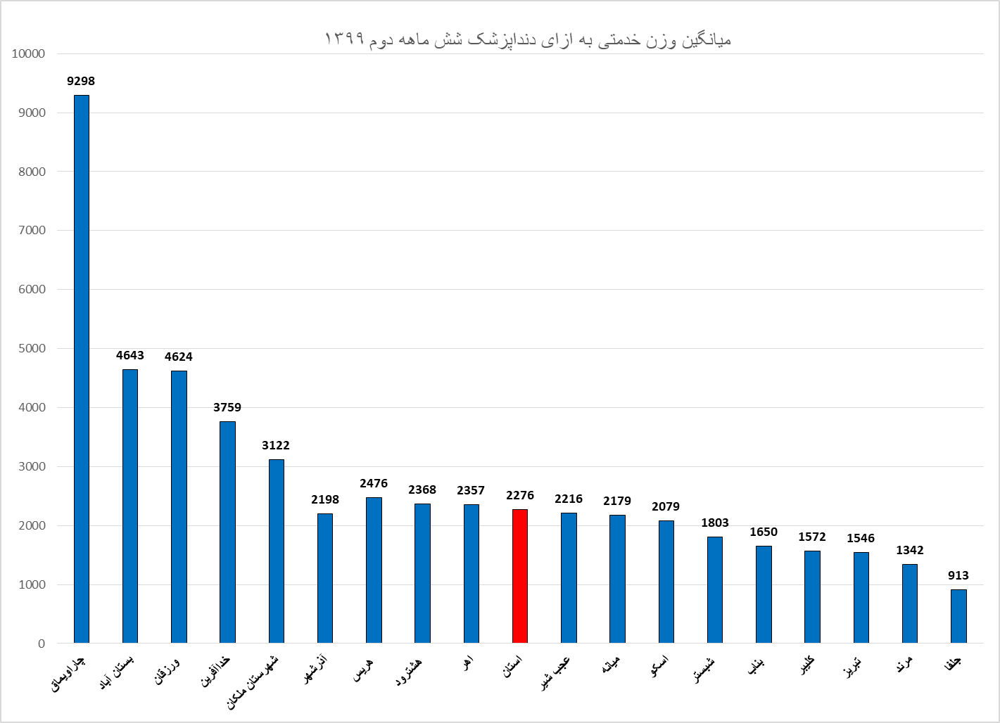 میانگین وزن خدمتی به ازای دنداپزشک شش ماهه دوم ۱۳۹۹
10000
9000
8000
7000
6000
5000
4000
3000
2000
1000
0
9298
4643
4624
3759
3122
2198
2476
2368
2357
2276
2216
2179
2079
1803
1650
1572
1546
1342
913
چاراویماق
بستان آباد
ورزقان
خداآفرین
شهرستان ملکان
آذرشهر
هریس
هشترود
اهر
استان
عجب شیر
میانه
اسکو
شبستر
بناب
کلیبر
تبریز
مرند
جلفا